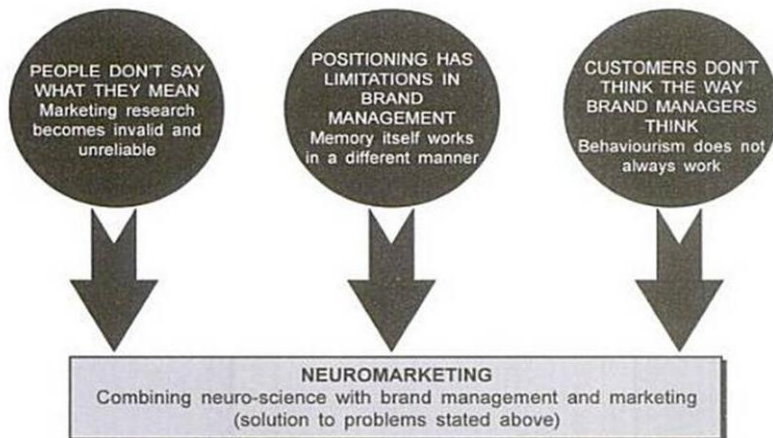 PEOPLE DON'T SAY
WHAT THEY MEAN
Marketing research
becomes invalid and
unreliable
POSITIONING HAS
LIMITATIONS IN
BRAND
MANAGEMENT
Memory itself works
in a different manner
CUSTOMERS DON'T
THINK THE WAY
BRAND MANAGERS
THINK
Behaviourism does not
always work
NEUROMARKETING
Combining neuro-science with brand management and marketing
(solution to problems stated above)